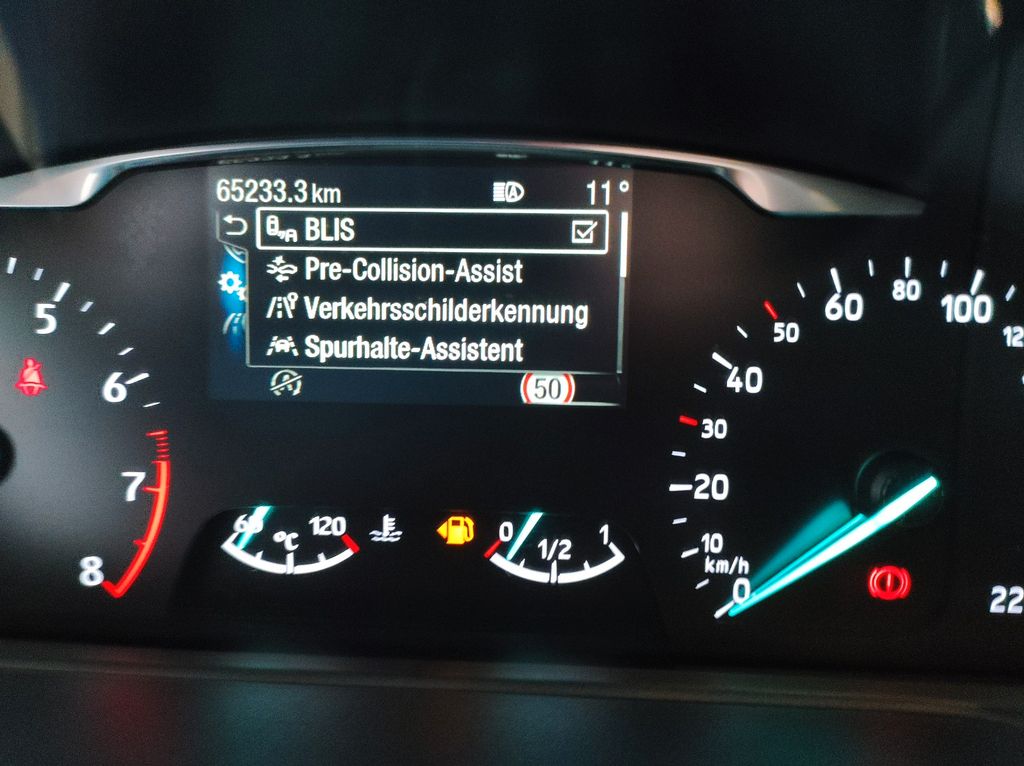 65233.3 km 11°
BLIS
Pre-Collision-Assist
Verkehrsschilderkennung
Spurhalte-Assistent
50
5
6
7
8
60 °C 120
0 1/2 1
0
10
20
30
40
50
60
80
100
km/h